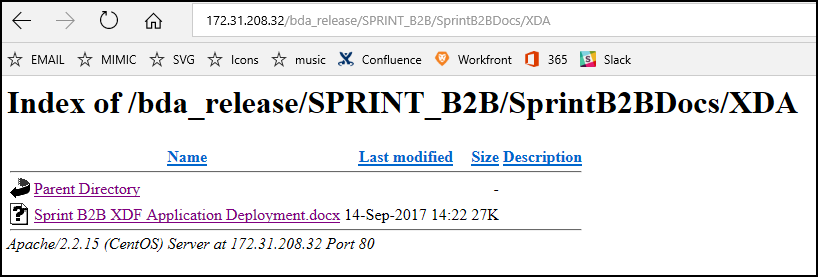 172.31.208.32/bda_release/SPRINT_B2B/SprintB2BDocs/XDA
EMAIL MIMIC SVG Icons music Confluence Workfront 365 Slack
Index of /bda_release/SPRINT_B2B/SprintB2BDocs/XDA
Name Last modified Size Description
Parent Directory -
Sprint B2B XDF Application Deployment.docx 14-Sep-2017 14:22 27K
Apache/2.2.15 (CentOS) Server at 172.31.208.32 Port 80